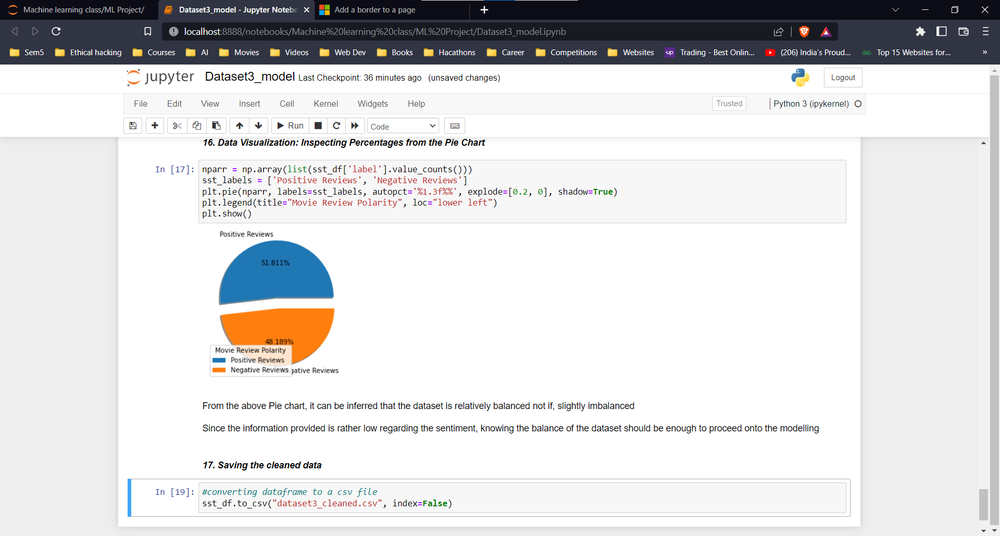 Machine learning class/ML Project/
Dataset3_model - Jupyter Notebo
Add a border to a page
localhost:8888/notebooks/Machine%20learning%20class/ML%20Project/Dataset3_model.ipynb
Sem5 Ethical hacking Courses AI Movies Videos Web Dev Books Hacathons Career Competitions Websites up Trading - Best Onlin... (206) India's Proud... Top 15 Websites for... »
jupyter Dataset3_model Last Checkpoint: 36 minutes ago (unsaved changes) Logout
File Edit View Insert Cell Kernel Widgets Help Trusted Python 3 (ipykernel)
Run Code
16. Data Visualization: Inspecting Percentages from the Pie Chart
In [17]: nparr = np.array(list(sst_df['label'].value_counts()))
sst_labels = ['Positive Reviews', 'Negative Reviews']
plt.pie(nparr, labels=sst_labels, autopct='%1.3f%%', explode=[0.2, 0], shadow=True)
plt.legend(title="Movie Review Polarity", loc="lower left")
plt.show()
Positive Reviews
51.811%
48.189%
Movie Review Polarity
Positive Reviews
Negative Reviews gative Reviews
From the above Pie chart, it can be inferred that the dataset is relatively balanced not if, slightly imbalanced
Since the information provided is rather low regarding the sentiment, knowing the balance of the dataset should be enough to proceed onto the modelling
17. Saving the cleaned data
In [19]: #converting dataframe to a csv file
sst_df.to_csv("dataset3_cleaned.csv", index=False)